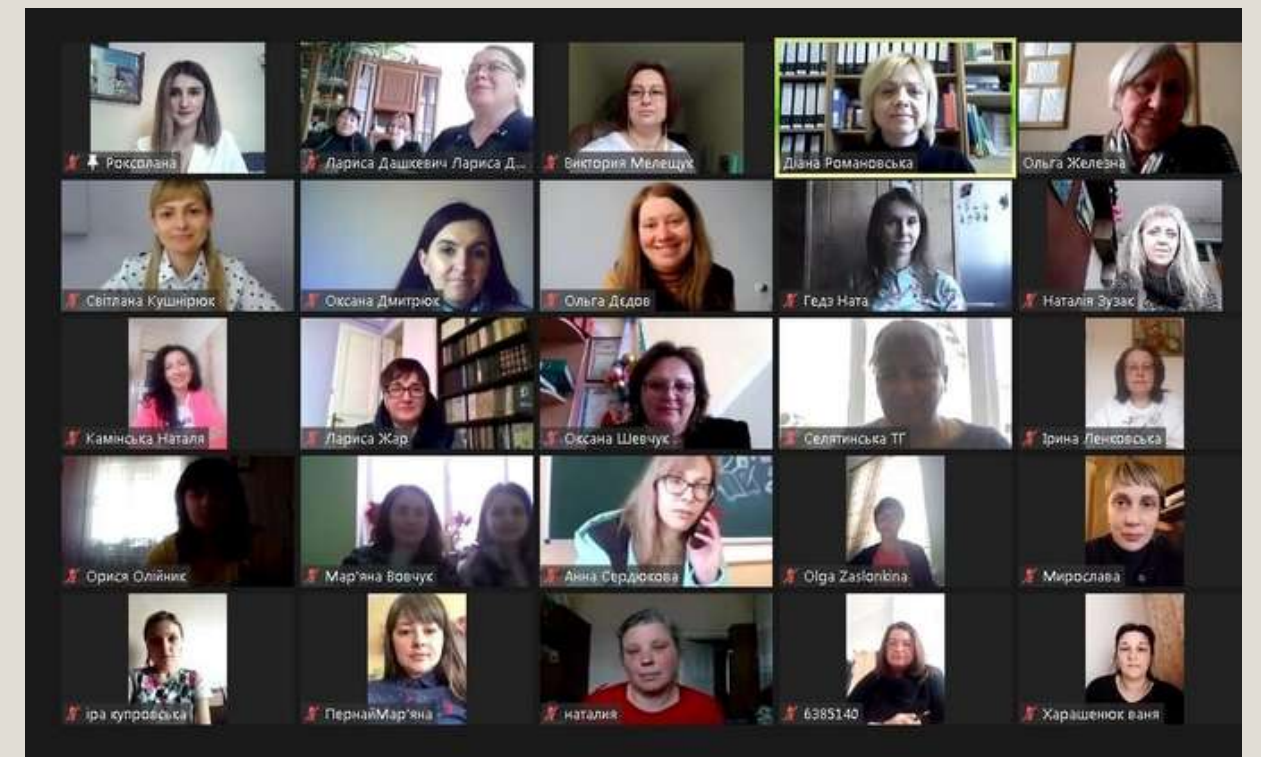 Роксолана
Лариса Дашкевич Лариса Д...
Виктория Мелещук
Діана Романовська
Ольга Железна
Світлана Кушнірюк
Оксана Дмитрюк
Ольга Дєдов
Гедз Ната
Наталія Зузак
Камінська Наталя
Лариса Жар
Оксана Шевчук
Селятинська ТГ
Ірина Ленковська
Орися Олійник
Мар'яна Вовчук
Анна Сердюкова
Olga Zaslonkina
Мирослава
іра купровська
ПернайМар'яна
наталия
6385140
Харашенюк ваня